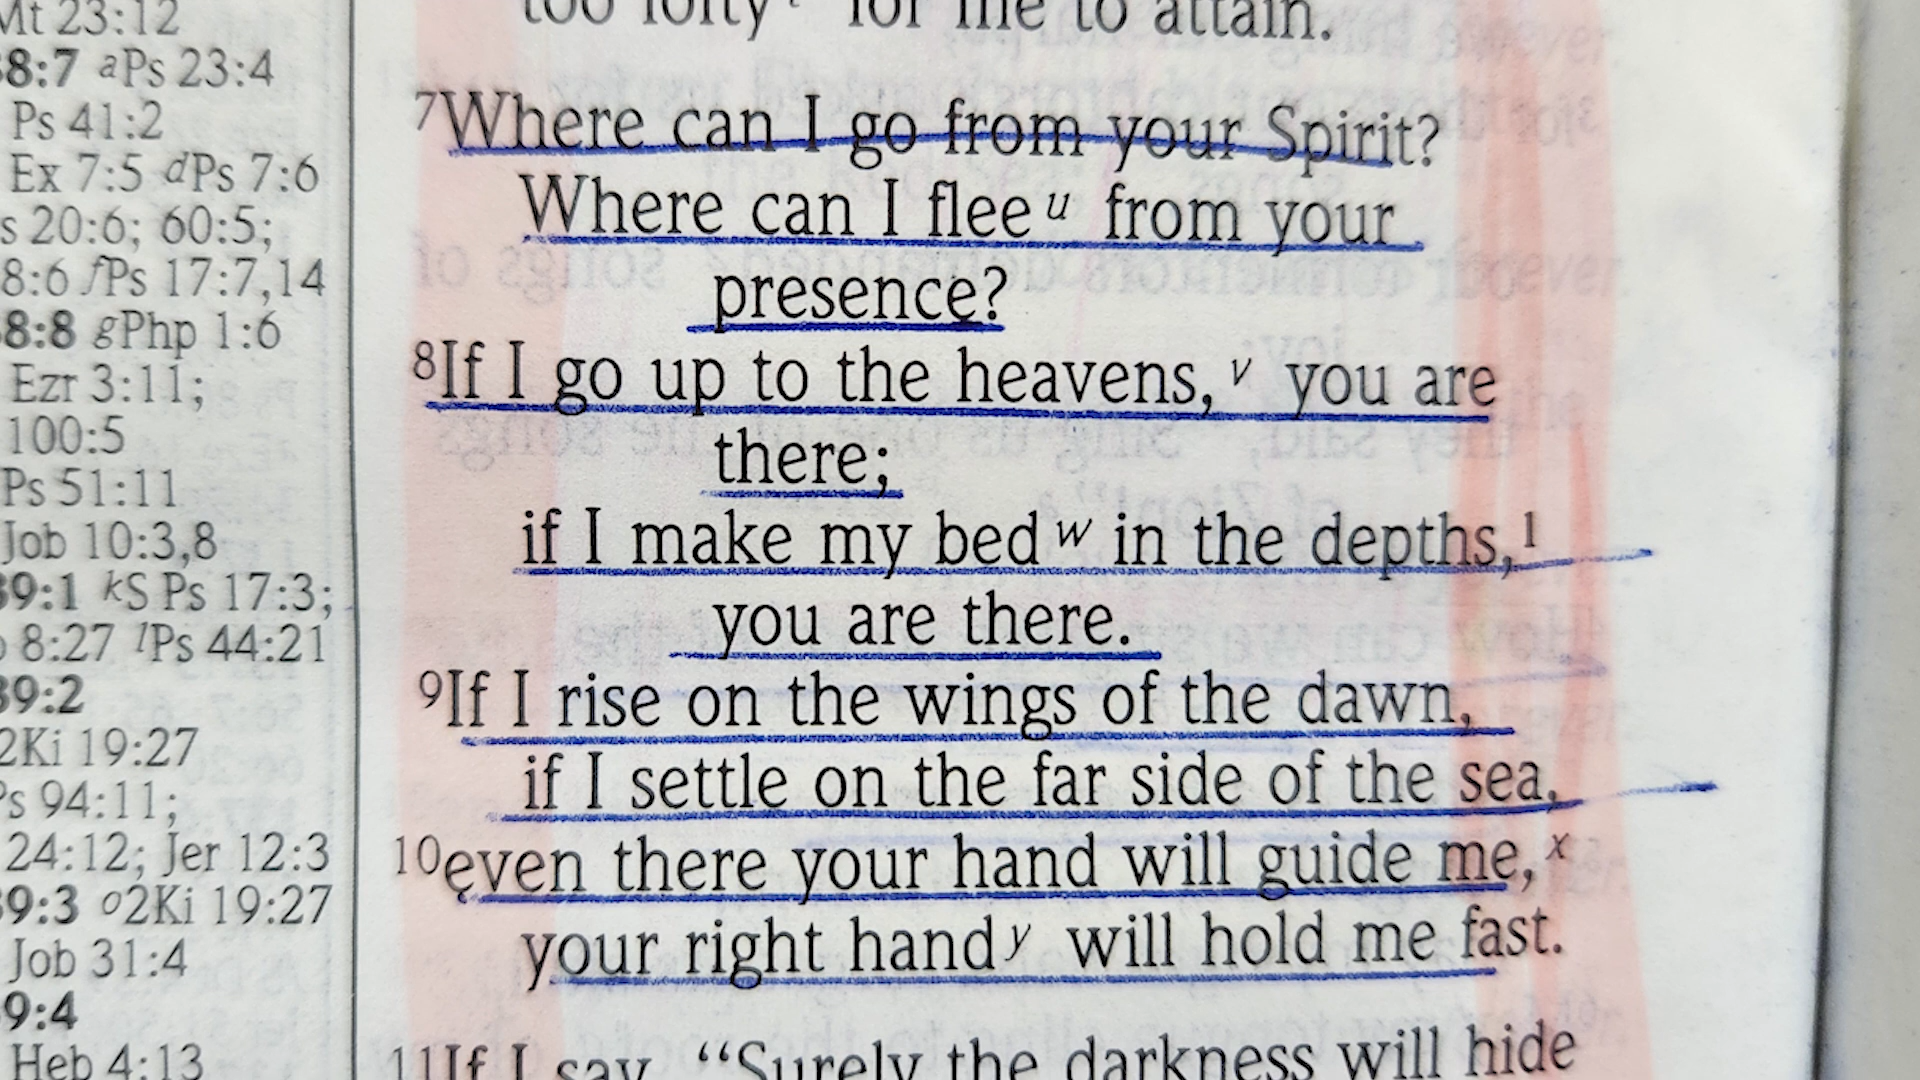 Mt 23:12
8:7 aPs 23:4
Ps 41:2
Ex 7:5 dPs 7:6
s 20:6; 60:5;
8:6 fPs 17:7,14
8:8 gPhp 1:6
Ezr 3:11;
100:5
Ps 51:11
Job 10:3,8
39:1 kS Ps 17:3;
8:27 lPs 44:21
39:2
2Ki 19:27
Ps 94:11;
24:12; Jer 12:3
39:3 o2Ki 19:27
Job 31:4
9:4
Heb 4:13
too lofty t for me to attain.
7Where can I go from your Spirit?
Where can I flee u from your
presence?
8If I go up to the heavens, v you are
there;
if I make my bed w in the depths, 1
you are there.
9If I rise on the wings of the dawn,
if I settle on the far side of the sea,
10even there your hand will guide me, x
your right hand y will hold me fast.
11If I say, “Surely the darkness will hide